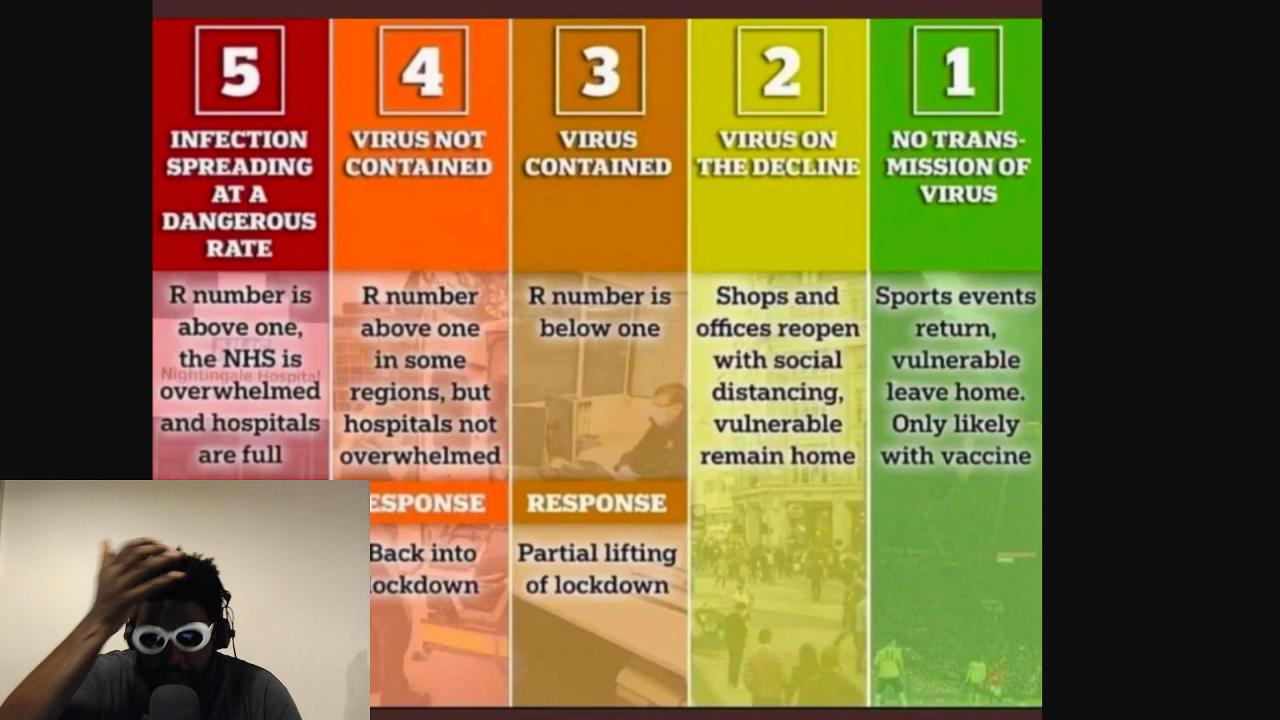 5
INFECTION
SPREADING
AT A
DANGEROUS
RATE
R number is
above one,
the NHS is
Nightingale Hospital
overwhelmed
and hospitals
are full
4
VIRUS NOT
CONTAINED
R number
above one
in some
regions, but
hospitals not
overwhelmed
ESPONSE
Back into
lockdown
3
VIRUS
CONTAINED
R number is
below one
RESPONSE
Partial lifting
of lockdown
2
VIRUS ON
THE DECLINE
Shops and
offices reopen
with social
distancing,
vulnerable
remain home
1
NO TRANS-
MISSION OF
VIRUS
Sports events
return,
vulnerable
leave home.
Only likely
with vaccine